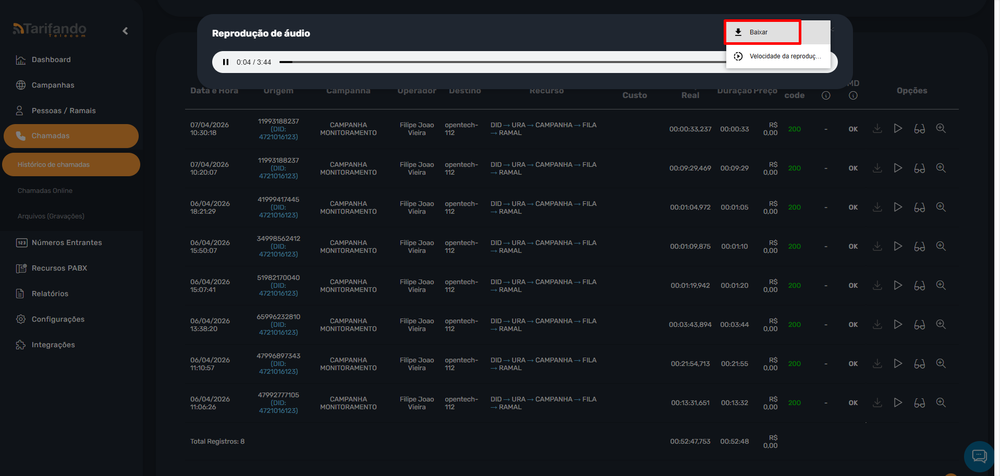 Tarifando
Telecom
Dashboard
Campanhas
Pessoas / Ramais
Chamadas
Histórico de chamadas
Chamadas Online
Arquivos (Gravações)
Números Entrantes
Recursos PABX
Relatórios
Configurações
Integrações
Reprodução de áudio
0:04 / 3:44
Baixar
Velocidade da reproduç...
Data e Hora Origem Campanha Operador Destino Recurso Custo Real Duração Preço code MD Opções
07/04/2026 11993188237 CAMPANHA Filipe Joao opentech- DID → URA → CAMPANHA → FILA 00:00:33,237 00:00:33 R$ 200 - OK
10:30:18 (DID: MONITORAMENTO Vieira 112 → RAMAL 0,00
4721016123)
07/04/2026 11993188237 CAMPANHA Filipe Joao opentech- DID → URA → CAMPANHA → FILA 00:09:29,469 00:09:29 R$ 200 - OK
10:20:07 (DID: MONITORAMENTO Vieira 112 → RAMAL 0,00
4721016123)
06/04/2026 41999417445 CAMPANHA Filipe Joao opentech- DID → URA → CAMPANHA → FILA 00:01:04,972 00:01:05 R$ 200 - OK
18:21:29 (DID: MONITORAMENTO Vieira 112 → RAMAL 0,00
4721016123)
06/04/2026 34998562412 CAMPANHA Filipe Joao opentech- DID → URA → CAMPANHA → FILA 00:01:09,875 00:01:10 R$ 200 - OK
15:50:07 (DID: MONITORAMENTO Vieira 112 → RAMAL 0,00
4721016123)
06/04/2026 51982170040 CAMPANHA Filipe Joao opentech- DID → URA → CAMPANHA → FILA 00:01:19,942 00:01:20 R$ 200 - OK
15:07:41 (DID: MONITORAMENTO Vieira 112 → RAMAL 0,00
4721016123)
06/04/2026 65996232810 CAMPANHA Filipe Joao opentech- DID → URA → CAMPANHA → FILA 00:03:43,894 00:03:44 R$ 200 - OK
13:38:20 (DID: MONITORAMENTO Vieira 112 → RAMAL 0,00
4721016123)
06/04/2026 47996897343 CAMPANHA Filipe Joao opentech- DID → URA → CAMPANHA → FILA 00:21:54,713 00:21:55 R$ 200 - OK
11:10:57 (DID: MONITORAMENTO Vieira 112 → RAMAL 0,00
4721016123)
06/04/2026 47992777105 CAMPANHA Filipe Joao opentech- DID → URA → CAMPANHA → FILA 00:13:31,651 00:13:32 R$ 200 - OK
11:06:26 (DID: MONITORAMENTO Vieira 112 → RAMAL 0,00
4721016123)
Total Registros: 8 00:52:47,753 00:52:48 R$
0,00